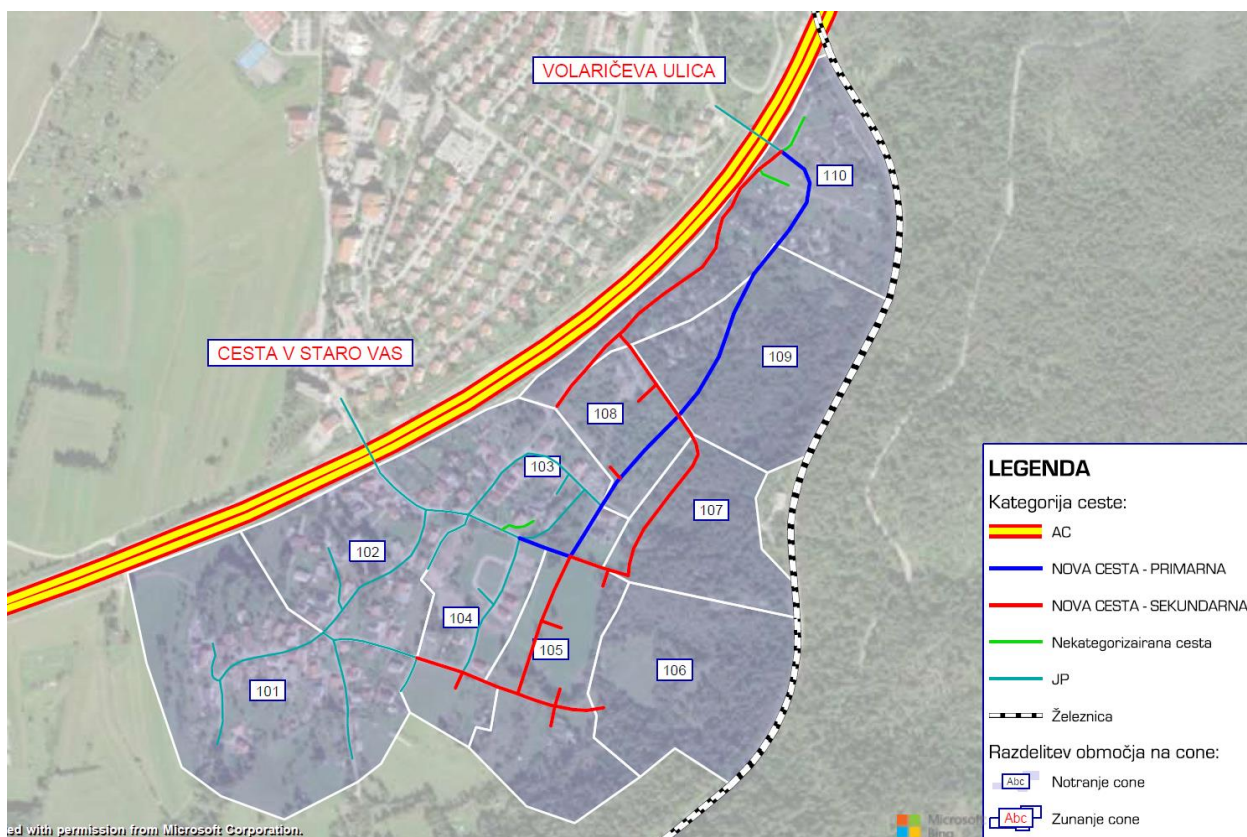 VOLARIČEVA ULICA
110
CESTA V STARO VAS
109
108
103
107
102
104
105
106
101
LEGENDA
Kategorija ceste:
AC
NOVA CESTA - PRIMARNA
NOVA CESTA - SEKUNDARNA
Nekategorizairana cesta
JP
Železnica
Razdelitev območja na cone:
Abc Notranje cone
Abc Zunanje cone
ed with permission from Microsoft Corporation.
Microsoft
Bing